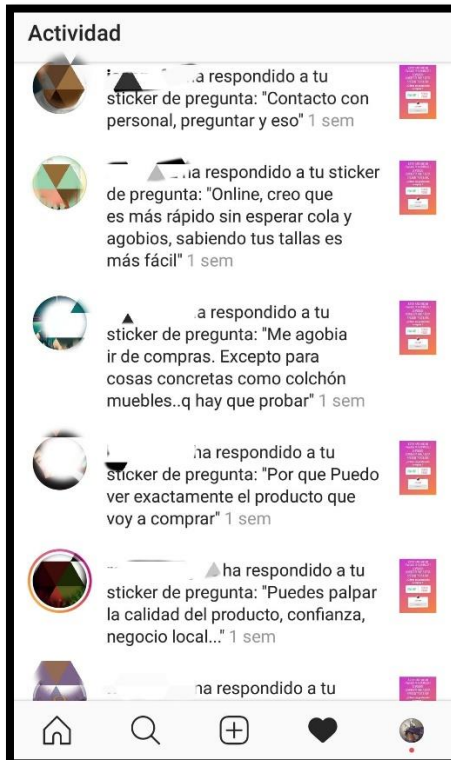 Actividad
ha respondido a tu
sticker de pregunta: "Contacto con
personal, preguntar y eso" 1 sem
ha respondido a tu sticker
de pregunta: "Online, creo que
es más rápido sin esperar cola y
agobios, sabiendo tus tallas es
más fácil" 1 sem
a respondido a tu
sticker de pregunta: "Me agobia
ir de compras. Excepto para
cosas concretas como colchón
muebles..q hay que probar" 1 sem
ha respondido a tu
sticker de pregunta: "Por que Puedo
ver exactamente el producto que
voy a comprar" 1 sem
ha respondido a tu
sticker de pregunta: "Puedes palpar
la calidad del producto, confianza,
negocio local..." 1 sem
ha respondido a tu